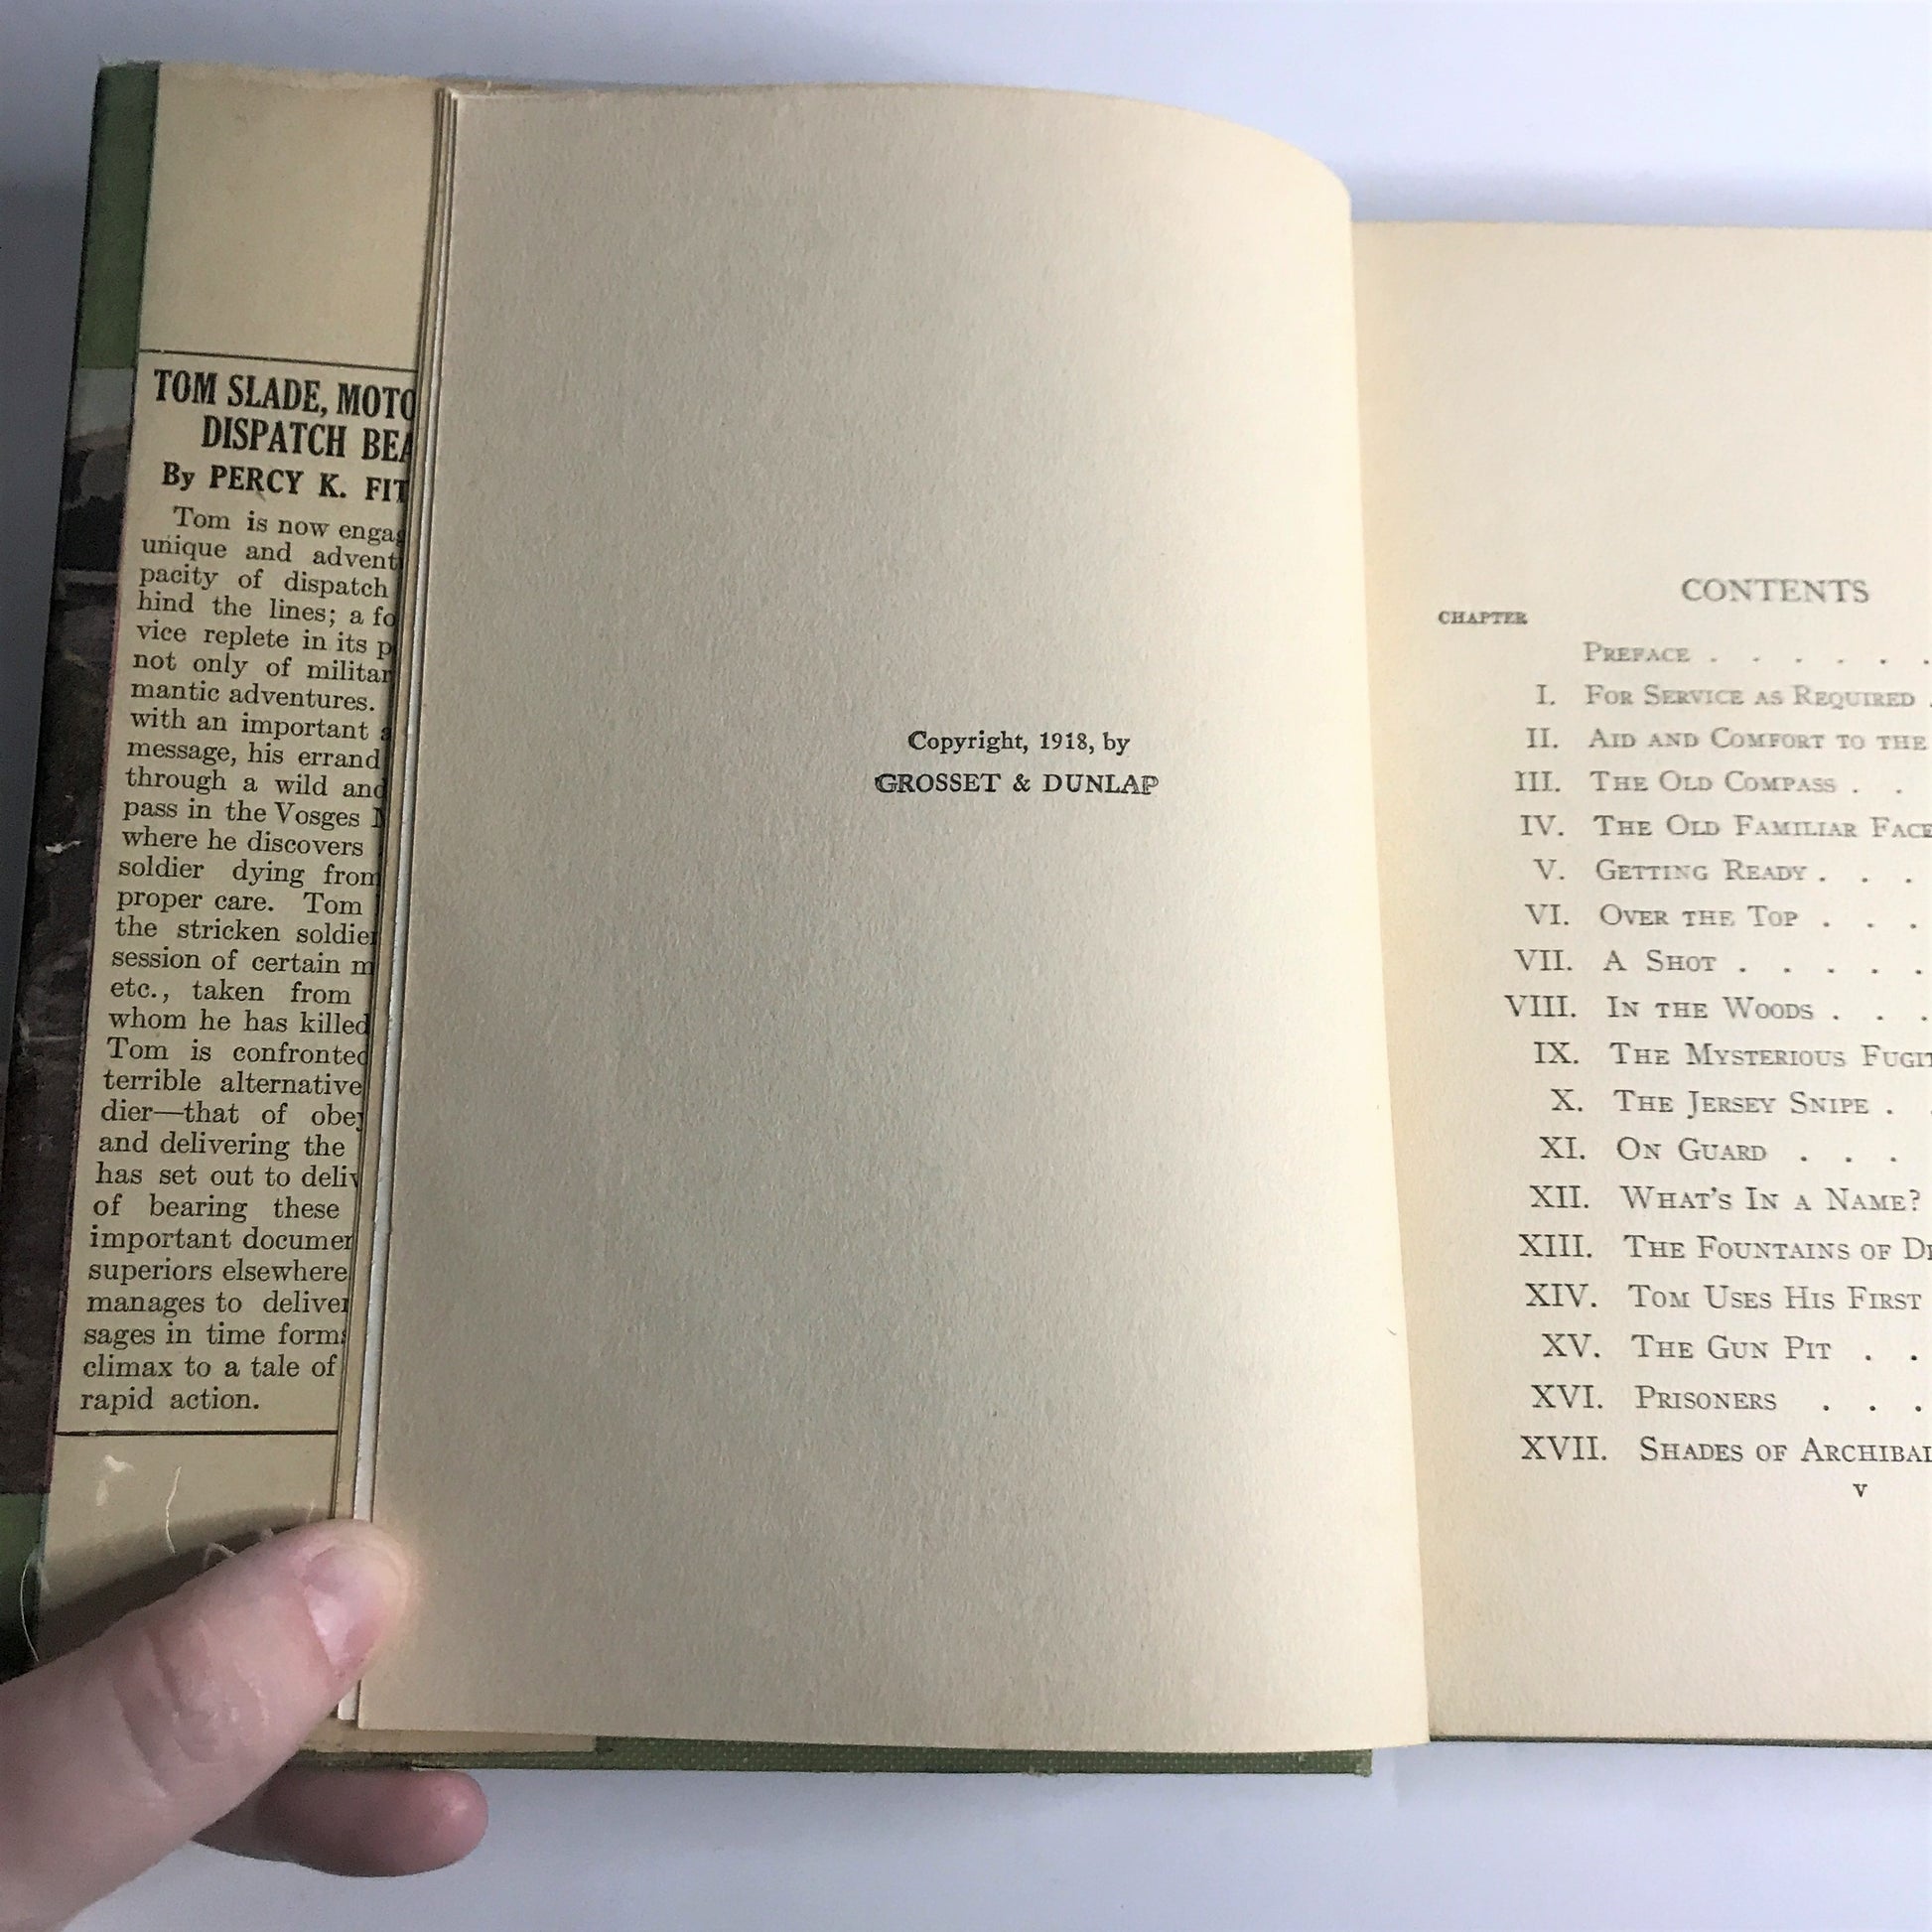 TOM SLADE, MOTO
DISPATCH BEA
By PERCY K. FIT
Tom is now engag
unique and advent
pacity of dispatch
hind the lines; a fo
vice replete in its p
not only of militar
mantic adventures.
with an important a
message, his errand
through a wild and
pass in the Vosges
where he discovers
soldier dying from
proper care. Tom
the stricken soldier
session of certain m
etc., taken from
whom he has killed
Tom is confronted
terrible alternative
dier—that of obey
and delivering the
has set out to deliv
of bearing these
important documen
superiors elsewhere
manages to deliver
sages in time forms
climax to a tale of
rapid action.
Copyright, 1918, by
GROSSET & DUNLAP
CONTENTS
CHAPTER
PREFACE . . . . . .
I. FOR SERVICE AS REQUIRED .
II. AID AND COMFORT TO THE
III. THE OLD COMPASS . .
IV. THE OLD FAMILIAR FACE
V. GETTING READY . . .
VI. OVER THE TOP . . .
VII. A SHOT . . . . .
VIII. IN THE WOODS . . .
IX. THE MYSTERIOUS FUGIT
X. THE JERSEY SNIPE .
XI. ON GUARD . . .
XII. WHAT'S IN A NAME?
XIII. THE FOUNTAINS OF DE
XIV. TOM USES HIS FIRST
XV. THE GUN PIT . .
XVI. PRISONERS . . .
XVII. SHADES OF ARCHIBAL
v